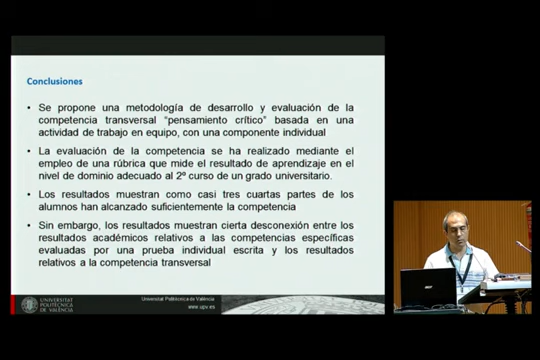 Conclusiones
• Se propone una metodología de desarrollo y evaluación de la
competencia transversal “pensamiento crítico” basada en una
actividad de trabajo en equipo, con una componente individual
• La evaluación de la competencia se ha realizado mediante el
empleo de una rúbrica que mide el resultado de aprendizaje en el
nivel de dominio adecuado al 2º curso de un grado universitario.
• Los resultados muestran como casi tres cuartas partes de los
alumnos han alcanzado suficientemente la competencia
• Sin embargo, los resultados muestran cierta desconexión entre los
resultados académicos relativos a las competencias específicas
evaluadas por una prueba individual escrita y los resultados
relativos a la competencia transversal
UNIVERSITAT
POLITÈCNICA
DE VALÈNCIA
Universitat Politècnica de València
www.upv.es
acer